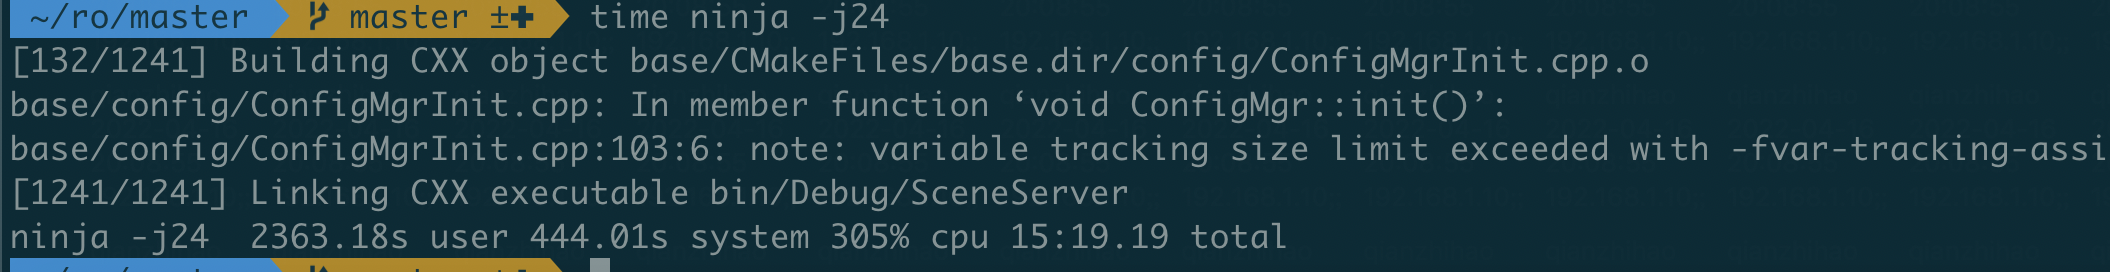 ~/ro/master master ±✚ time ninja -j24
[132/1241] Building CXX object base/CMakeFiles/base.dir/config/ConfigMgrInit.cpp.o
base/config/ConfigMgrInit.cpp: In member function ‘void ConfigMgr::init()’:
base/config/ConfigMgrInit.cpp:103:6: note: variable tracking size limit exceeded with -fvar-tracking-assi
[1241/1241] Linking CXX executable bin/Debug/SceneServer
ninja -j24  2363.18s user 444.01s system 305% cpu 15:19.19 total